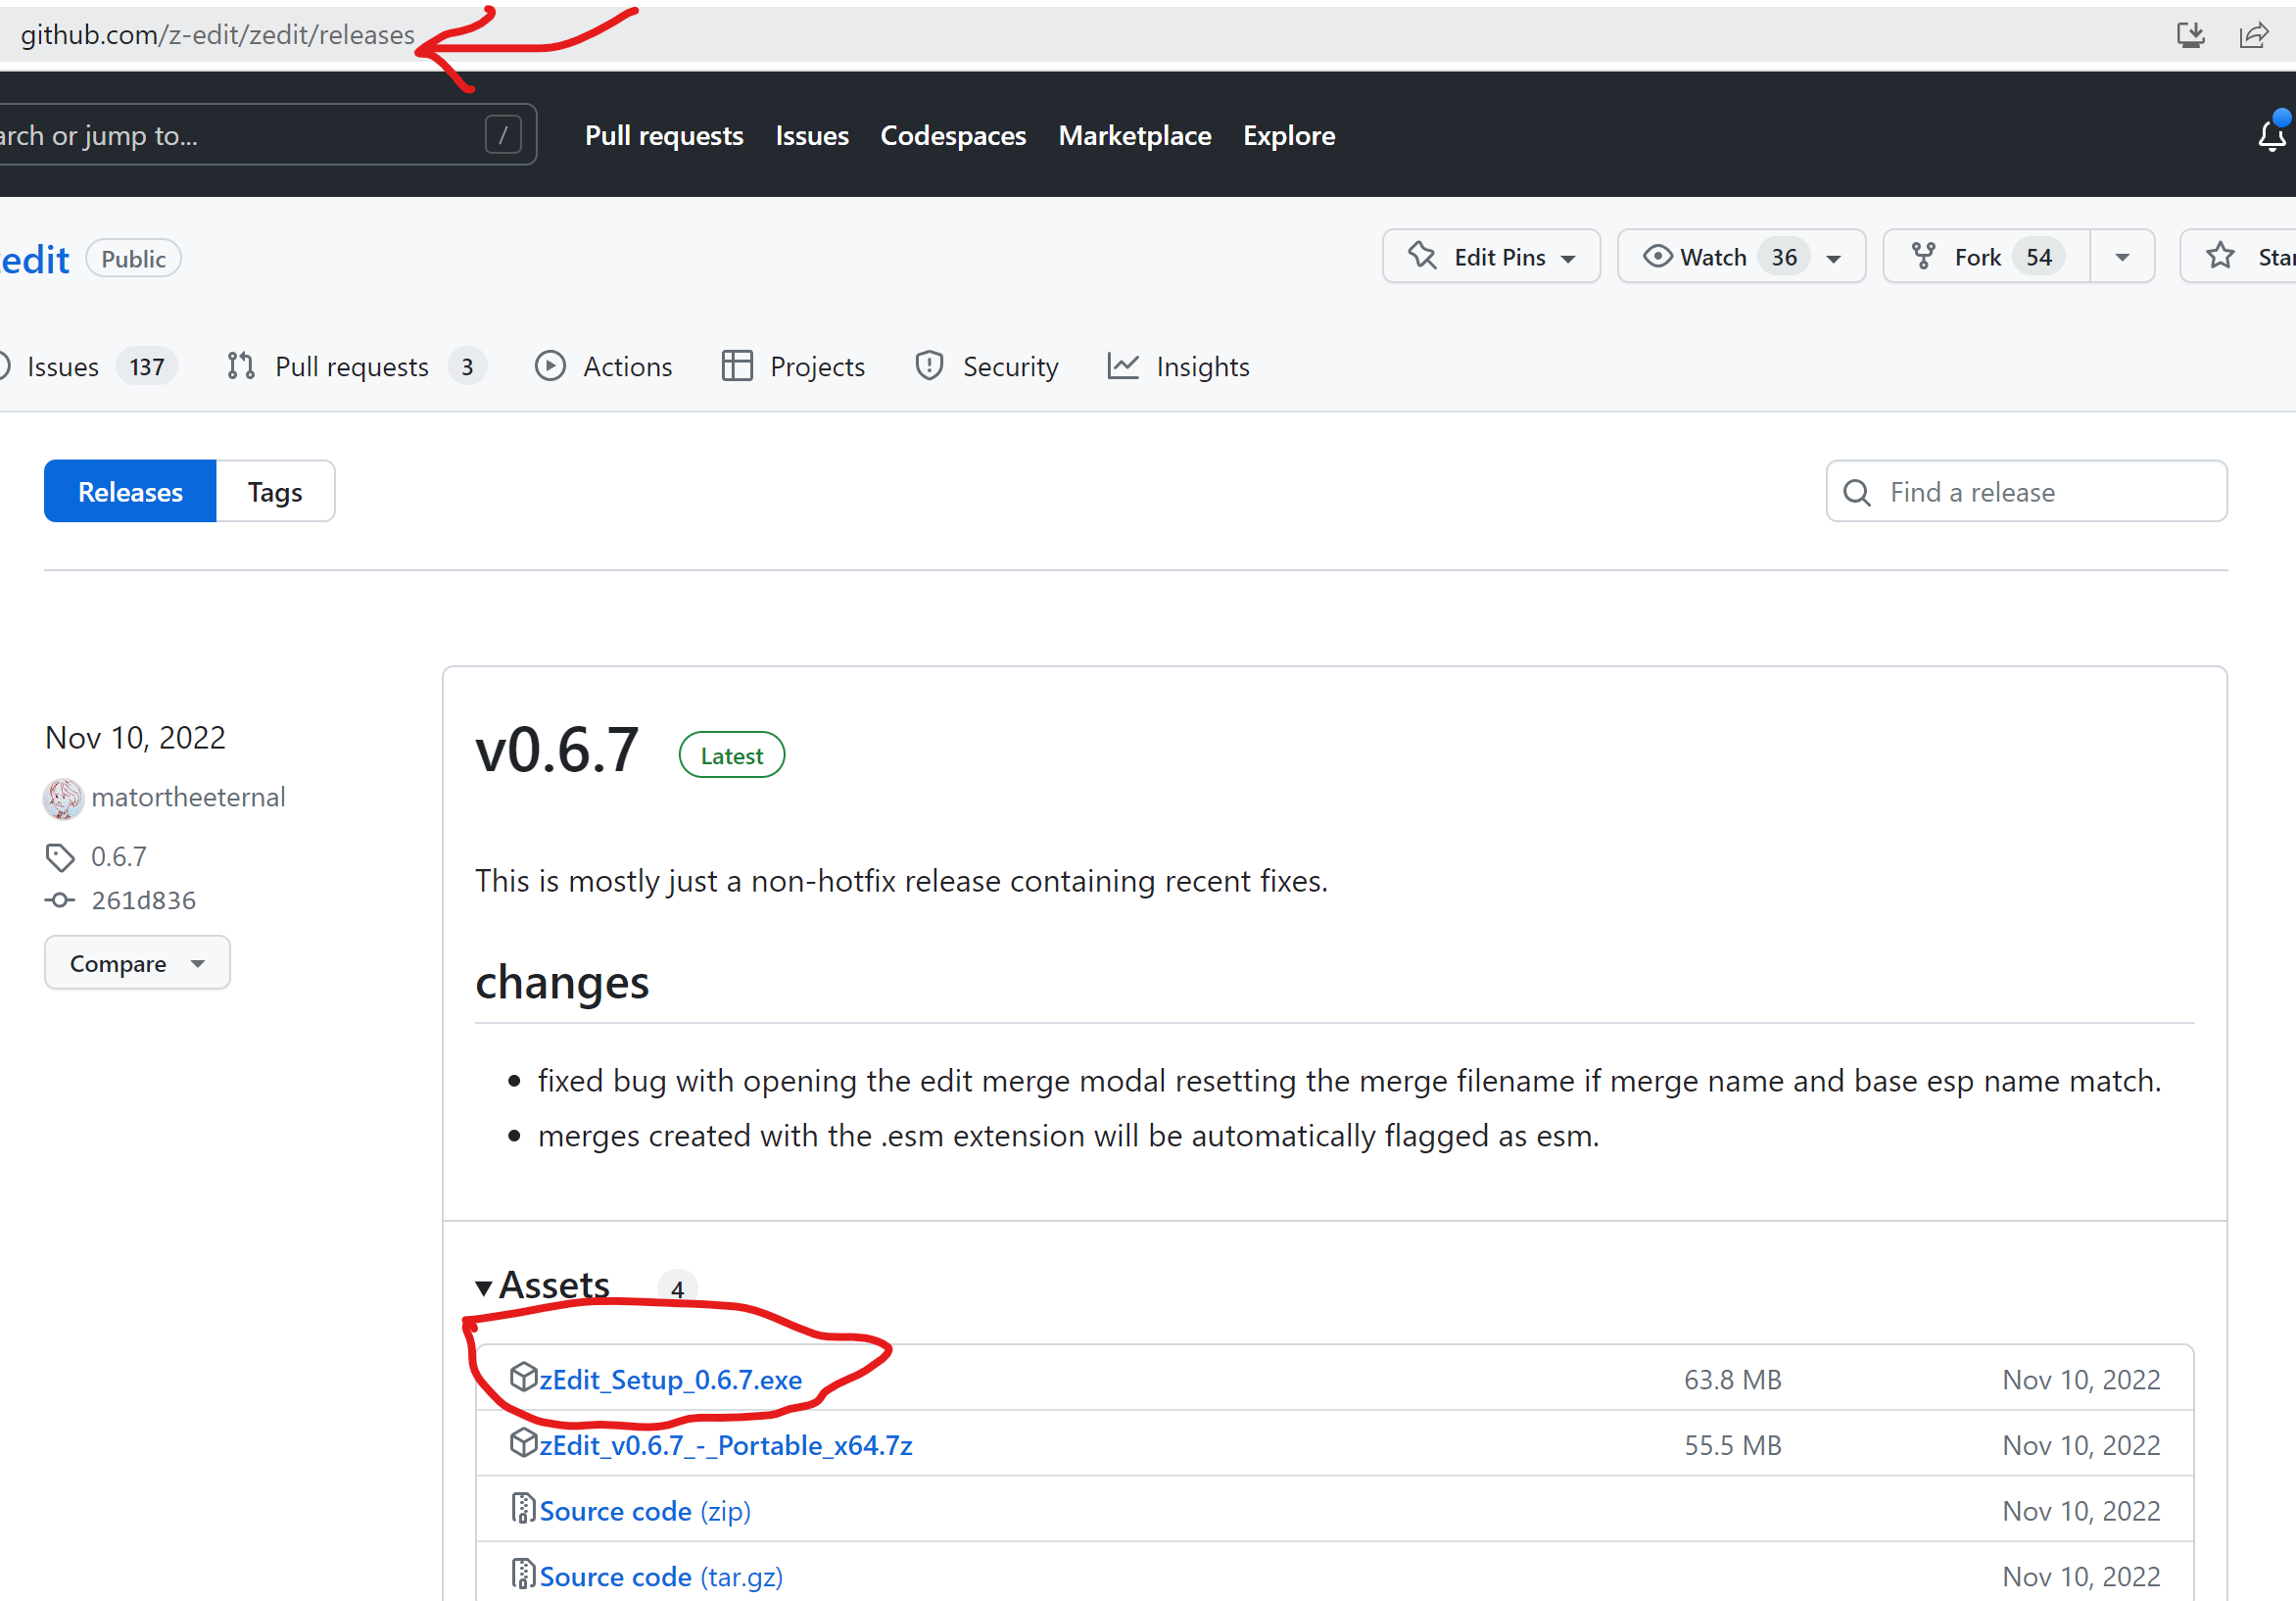 github.com/z-edit/zedit/releases
arch or jump to... /
Pull requests Issues Codespaces Marketplace Explore
edit Public
Edit Pins Watch 36 Fork 54 Star
Issues 137 Pull requests 3 Actions Projects Security Insights
Releases Tags
Find a release
Nov 10, 2022
matortheeternal
0.6.7
261d836
Compare
v0.6.7 Latest
This is mostly just a non-hotfix release containing recent fixes.
changes
• fixed bug with opening the edit merge modal resetting the merge filename if merge name and base esp name match.
• merges created with the .esm extension will be automatically flagged as esm.
Assets 4
zEdit_Setup_0.6.7.exe 63.8 MB Nov 10, 2022
zEdit_v0.6.7_-_Portable_x64.7z 55.5 MB Nov 10, 2022
Source code (zip) Nov 10, 2022
Source code (tar.gz) Nov 10, 2022